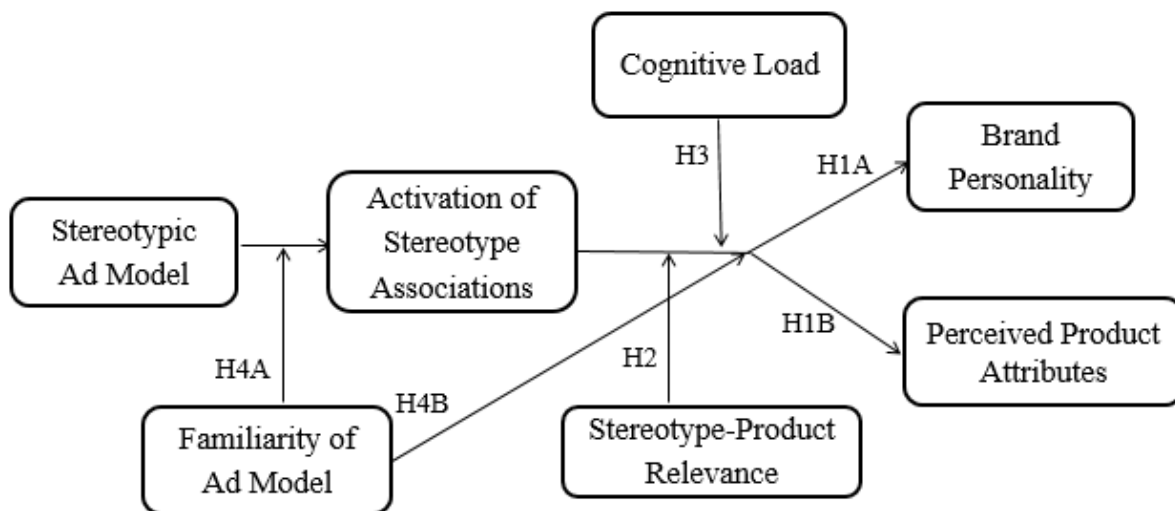 Cognitive Load
H3
H1A
Brand
Personality
Stereotypic
Ad Model
Activation of
Stereotype
Associations
H1B
Perceived Product
Attributes
H4A
H4B
H2
Familiarity of
Ad Model
Stereotype-Product
Relevance